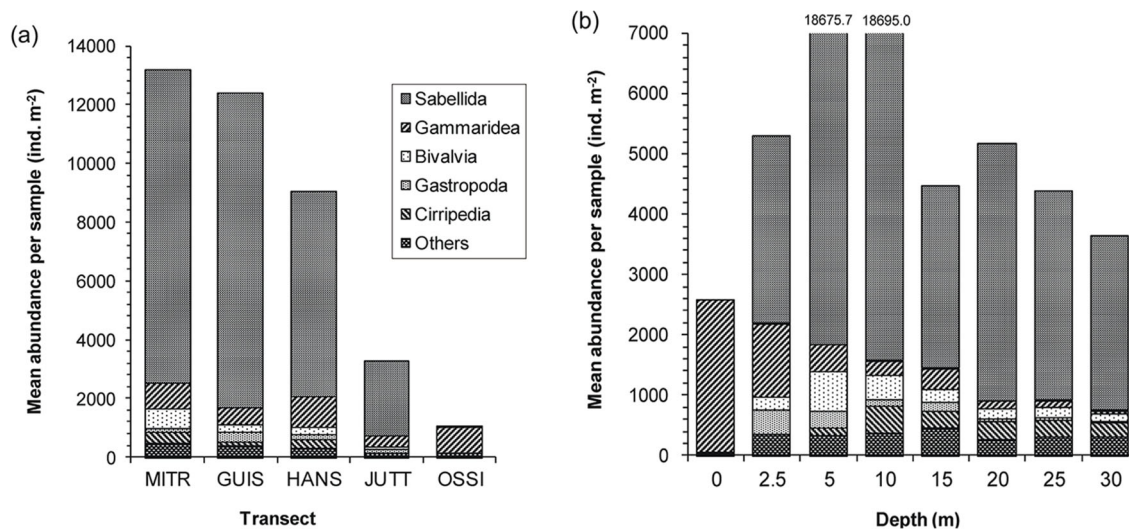 (a)
Mean abundance per sample (ind. m-2)
14000
12000
10000
8000
6000
4000
2000
0
MITR GUIS HANS JUTT OSSI
Transect
Sabellida
Gammaridea
Bivalvia
Gastropoda
Cirripedia
Others
(b)
18675.7 18695.0
Mean abundance per sample (ind. m-2)
7000
6000
5000
4000
3000
2000
1000
0
0 2.5 5 10 15 20 25 30
Depth (m)